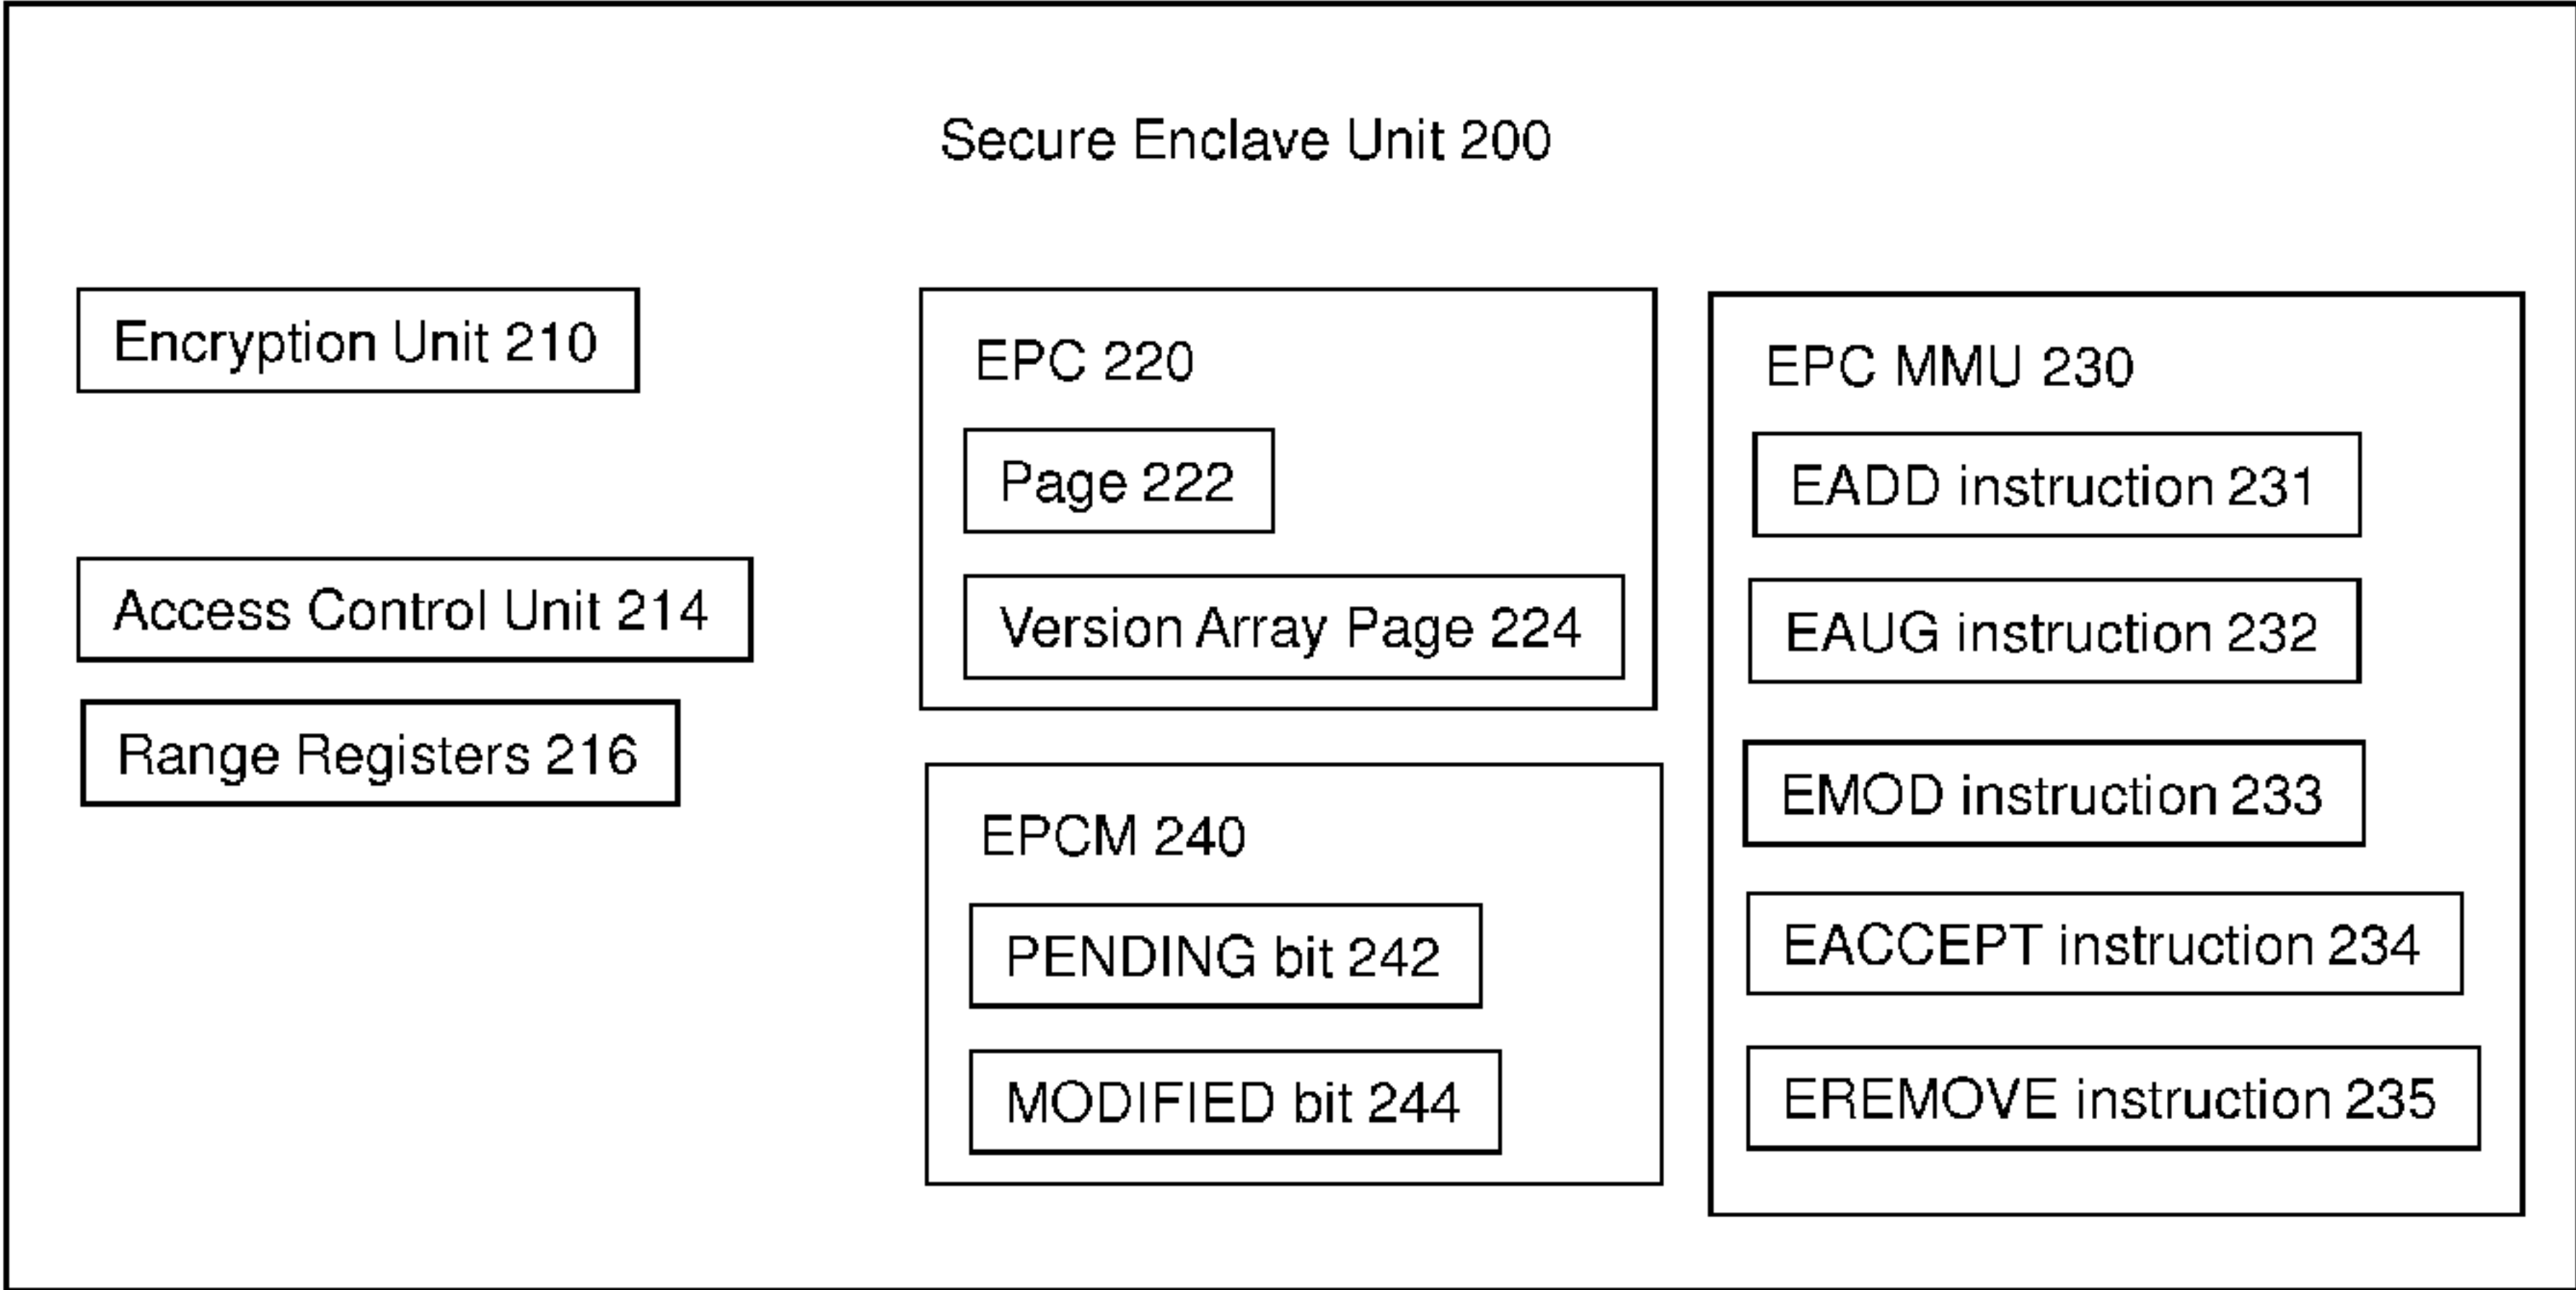 Secure Enclave Unit 200
Encryption Unit 210
Access Control Unit 214
Range Registers 216
EPC 220
Page 222
Version Array Page 224
EPCM 240
PENDING bit 242
MODIFIED bit 244
EPC MMU 230
EADD instruction 231
EAUG instruction 232
EMOD instruction 233
EACCEPT instruction 234
EREMOVE instruction 235